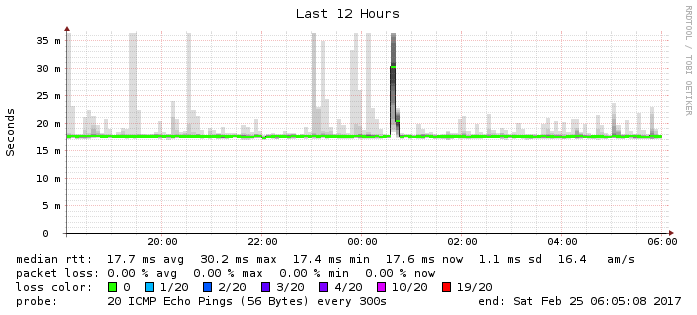 Last 12 Hours
RRDTOOL / TOBI OETIKER
Seconds
35 m
30 m
25 m
20 m
15 m
10 m
5 m
0
20:00 22:00 00:00 02:00 04:00 06:00
median rtt: 17.7 ms avg 30.2 ms max 17.4 ms min 17.6 ms now 1.1 ms sd 16.4 am/s
packet loss: 0.00 % avg 0.00 % max 0.00 % min 0.00 % now
loss color: 0 1/20 2/20 3/20 4/20 10/20 19/20
probe: 20 ICMP Echo Pings (56 Bytes) every 300s end: Sat Feb 25 06:05:08 2017